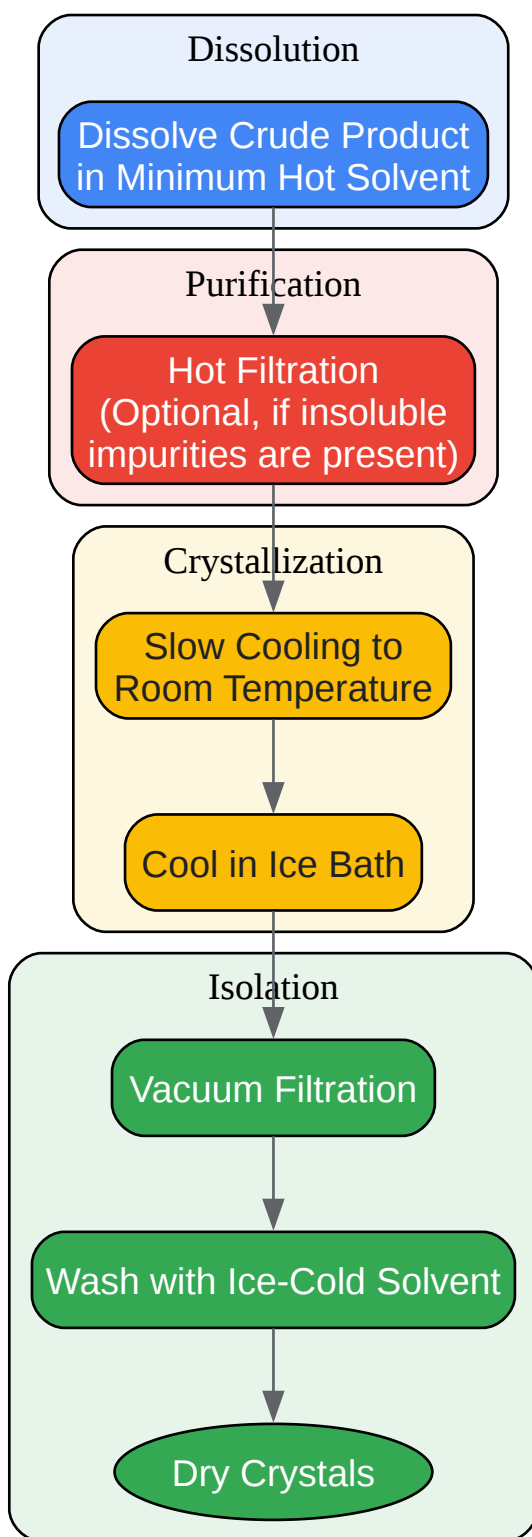 Dissolution
Dissolve Crude Product
in Minimum Hot Solvent
Purification
Hot Filtration
(Optional, if insoluble
impurities are present)
Crystallization
Slow Cooling to
Room Temperature
Cool in Ice Bath
Isolation
Vacuum Filtration
Wash with Ice-Cold Solvent
Dry Crystals